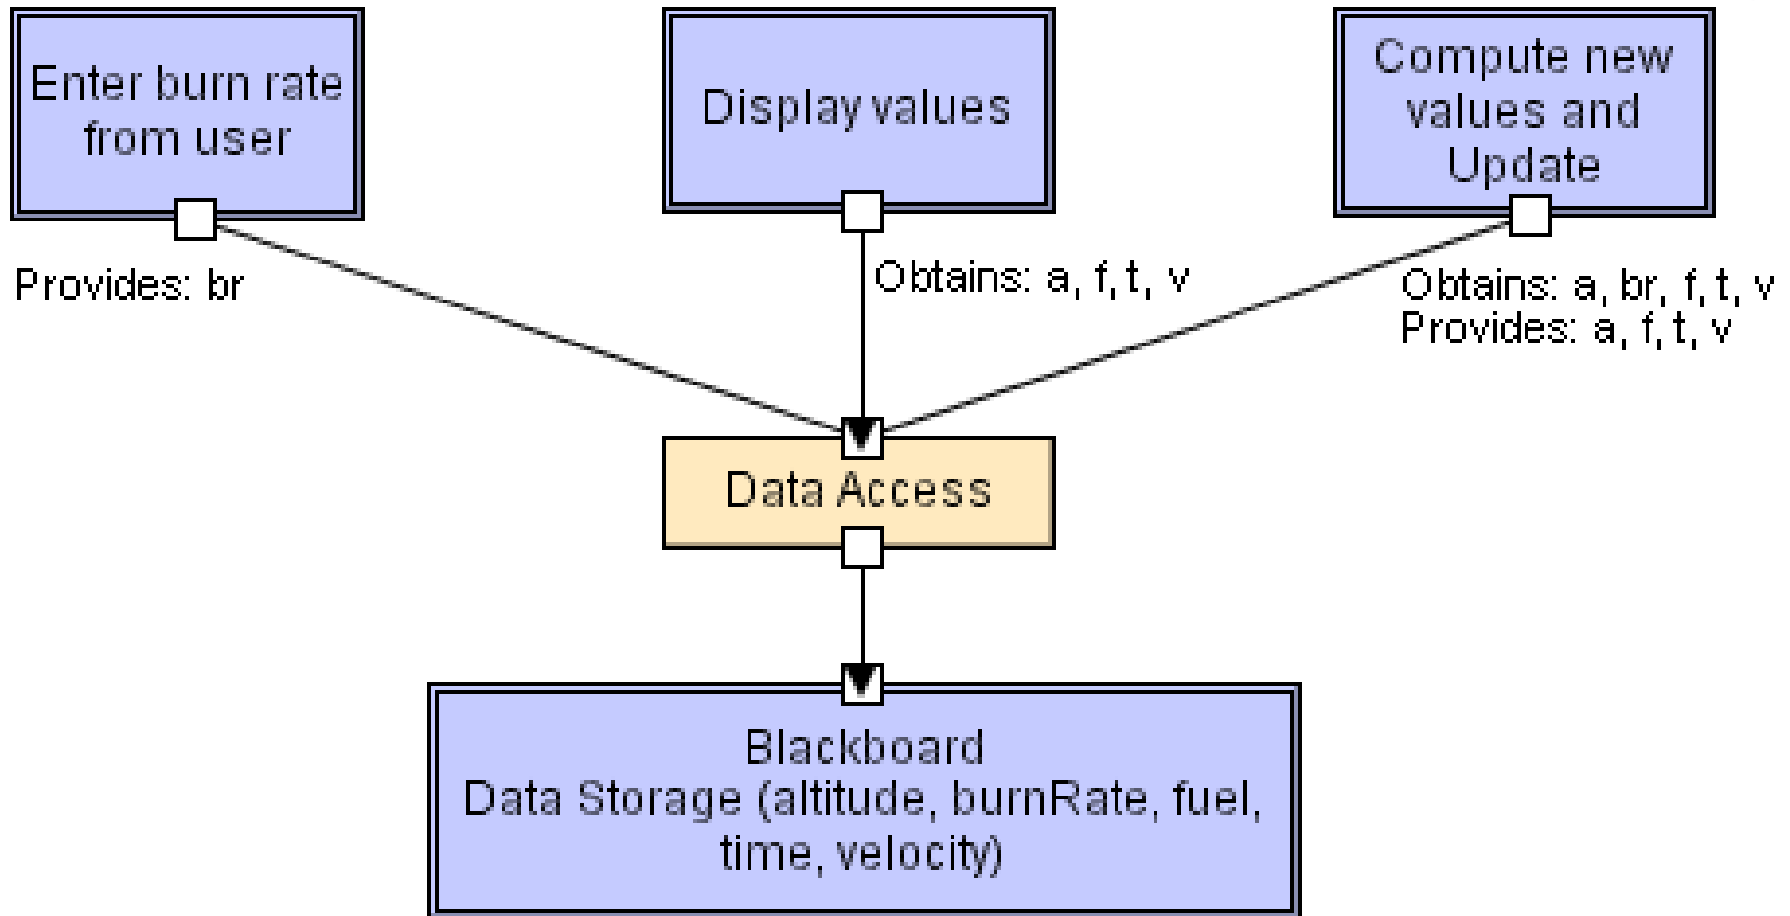 Enter burn rate
from user
Display values
Compute new
values and
Update
Provides: br
Obtains: a, f, t, v
Obtains: a, br, f, t, v
Provides: a, f, t, v
Data Access
Blackboard
Data Storage (altitude, burnRate, fuel,
time, velocity)